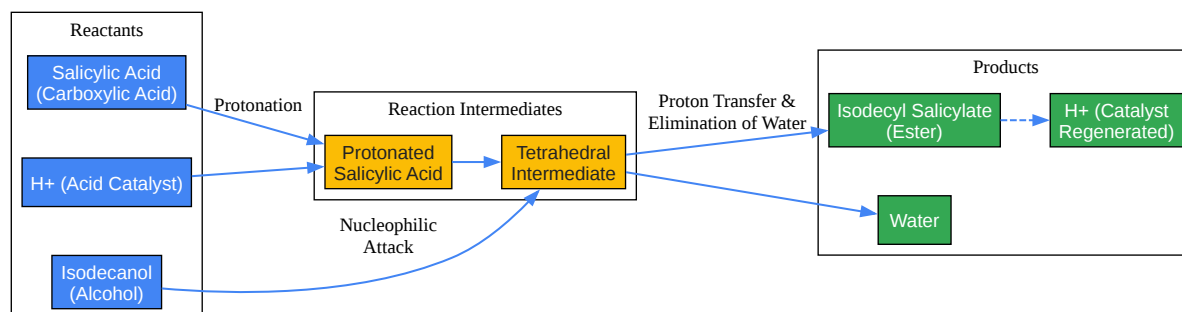 Reactants
Salicylic Acid
(Carboxylic Acid)
H+ (Acid Catalyst)
Isodecanol
(Alcohol)
Protonation
Reaction Intermediates
Protonated
Salicylic Acid
Tetrahedral
Intermediate
Nucleophilic
Attack
Proton Transfer &
Elimination of Water
Products
Isodecyl Salicylate
(Ester)
H+ (Catalyst
Regenerated)
Water